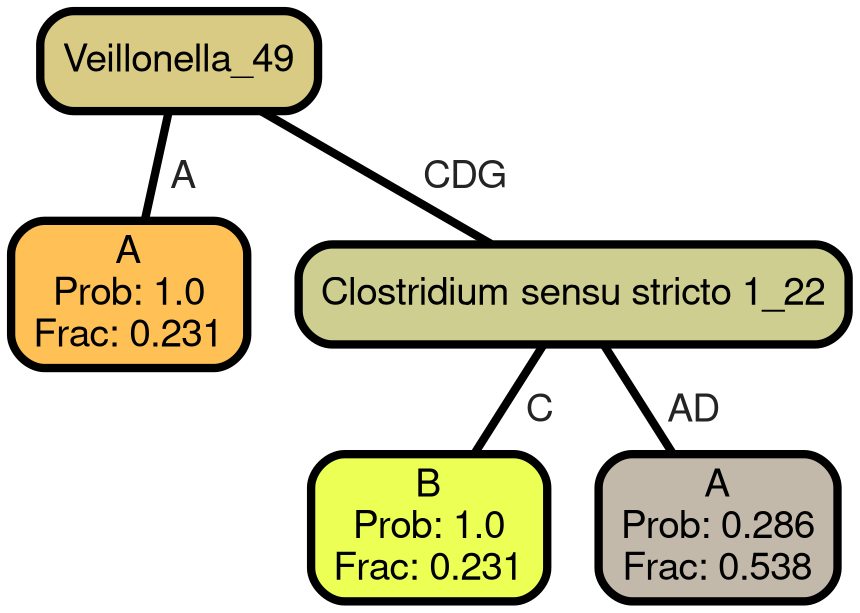 Veillonella_49
A
CDG
A
Prob: 1.0
Frac: 0.231
Clostridium sensu stricto 1_22
C
AD
B
Prob: 1.0
Frac: 0.231
A
Prob: 0.286
Frac: 0.538